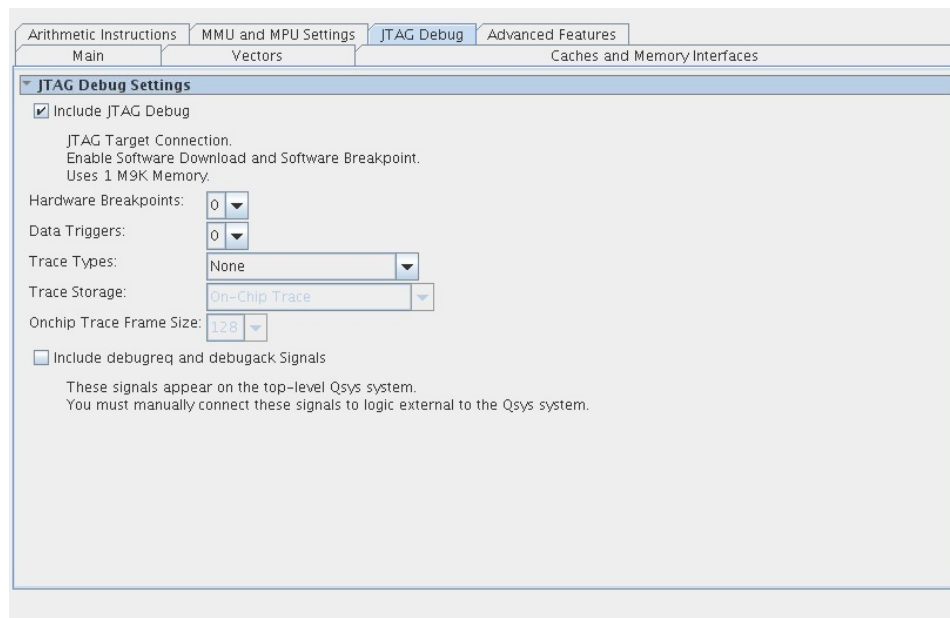 Arithmetic Instructions MMU and MPU Settings JTAG Debug Advanced Features
Main Vectors Caches and Memory Interfaces
JTAG Debug Settings
Include JTAG Debug
JTAG Target Connection.
Enable Software Download and Software Breakpoint.
Uses 1 M9K Memory.
Hardware Breakpoints: 0
Data Triggers: 0
Trace Types: None
Trace Storage: On-Chip Trace
Onchip Trace Frame Size: 128
Include debugreq and debugack Signals
These signals appear on the top-level Qsys system.
You must manually connect these signals to logic external to the Qsys system.